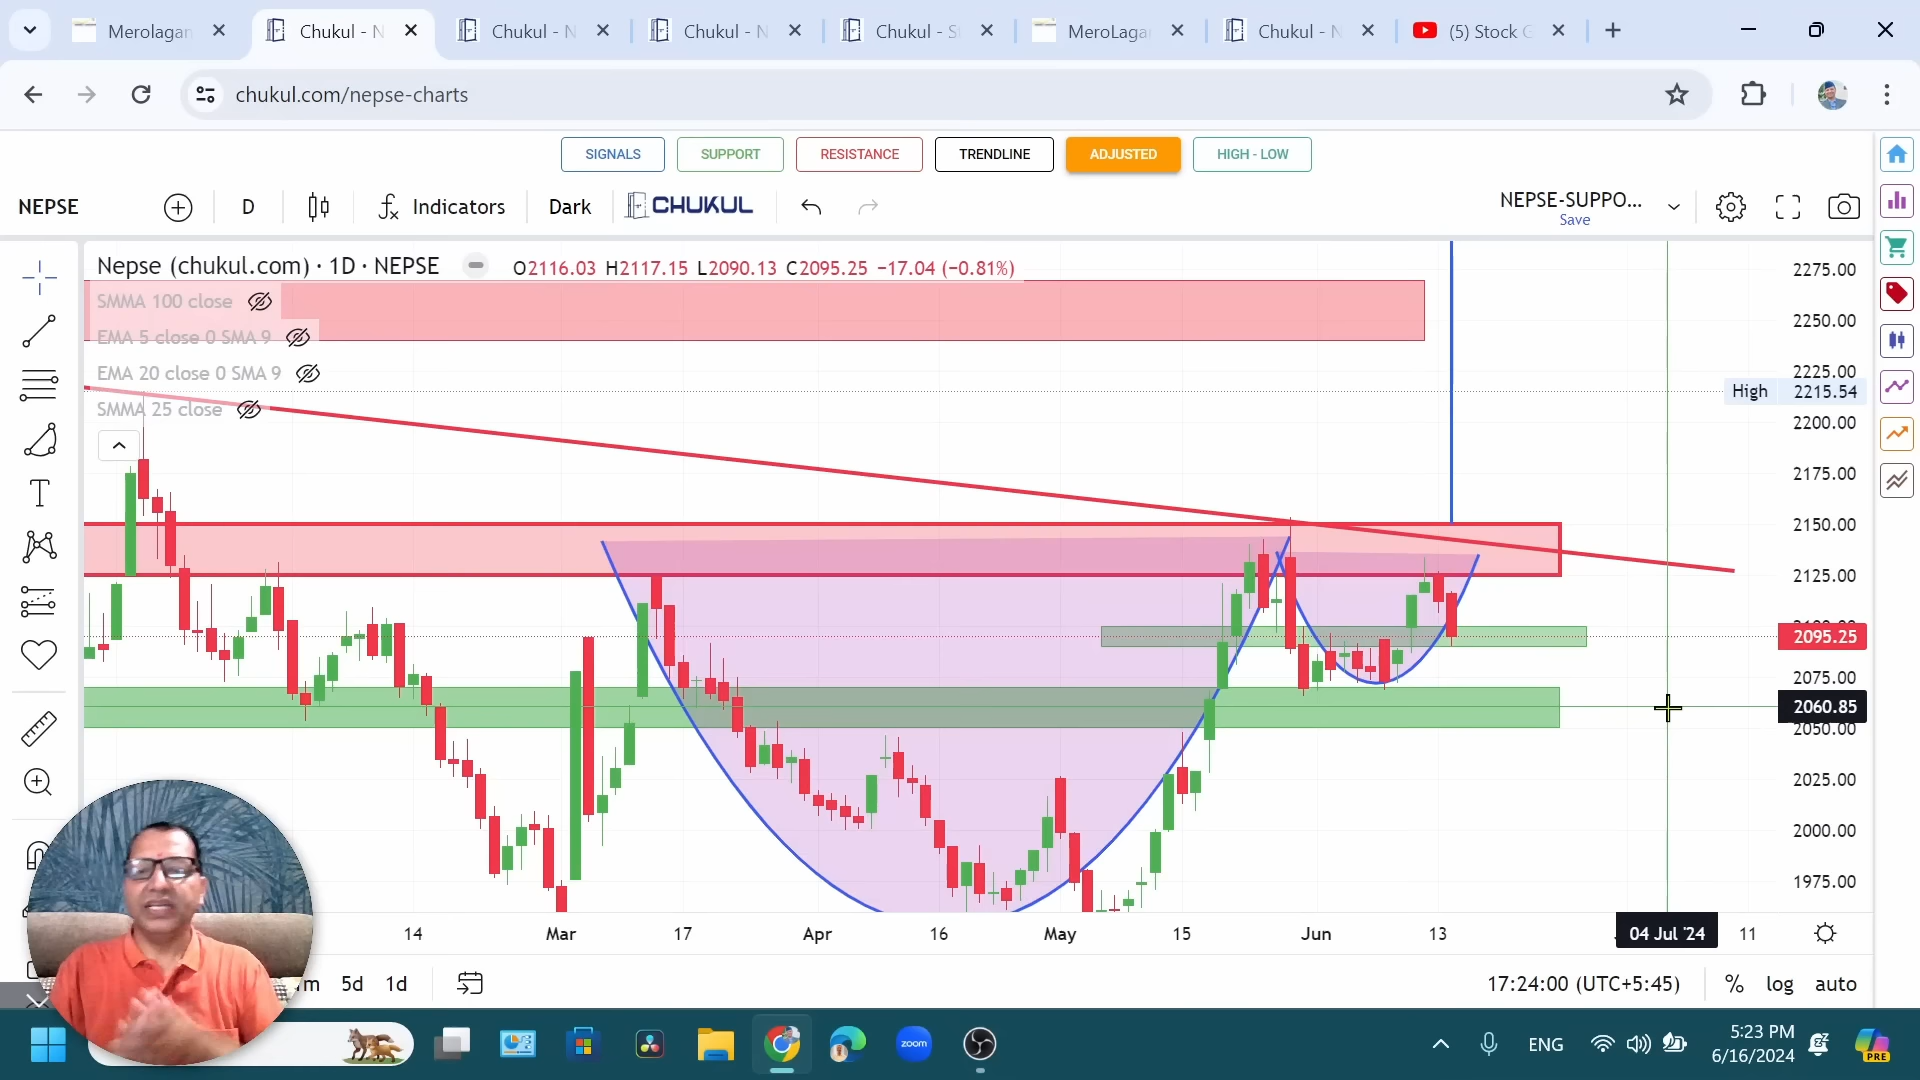 Merolagan
Chukul - N
Chukul - N
Chukul - N
Chukul - S
MeroLaga
Chukul - N
(5) Stock G
chukul.com/nepse-charts
SIGNALS
SUPPORT
RESISTANCE
TRENDLINE
ADJUSTED
HIGH - LOW
NEPSE
D
Indicators
Dark
CHUKUL
NEPSE-SUPPO...
Save
Nepse (chukul.com) · 1D · NEPSE
O2116.03 H2117.15 L2090.13 C2095.25 −17.04 (−0.81%)
SMMA 100 close
EMA 5 close 0 SMA 9
EMA 20 close 0 SMA 9
SMMA 25 close
2275.00
2250.00
2225.00
High 2215.54
2200.00
2175.00
2150.00
2125.00
2095.25
2075.00
2060.85
2050.00
2025.00
2000.00
1975.00
14 Mar 17 Apr 16 May 15 Jun 13 04 Jul '24 11
5d 1d
17:24:00 (UTC+5:45)
% log auto
zoom
ENG
5:23 PM
6/16/2024
PRE